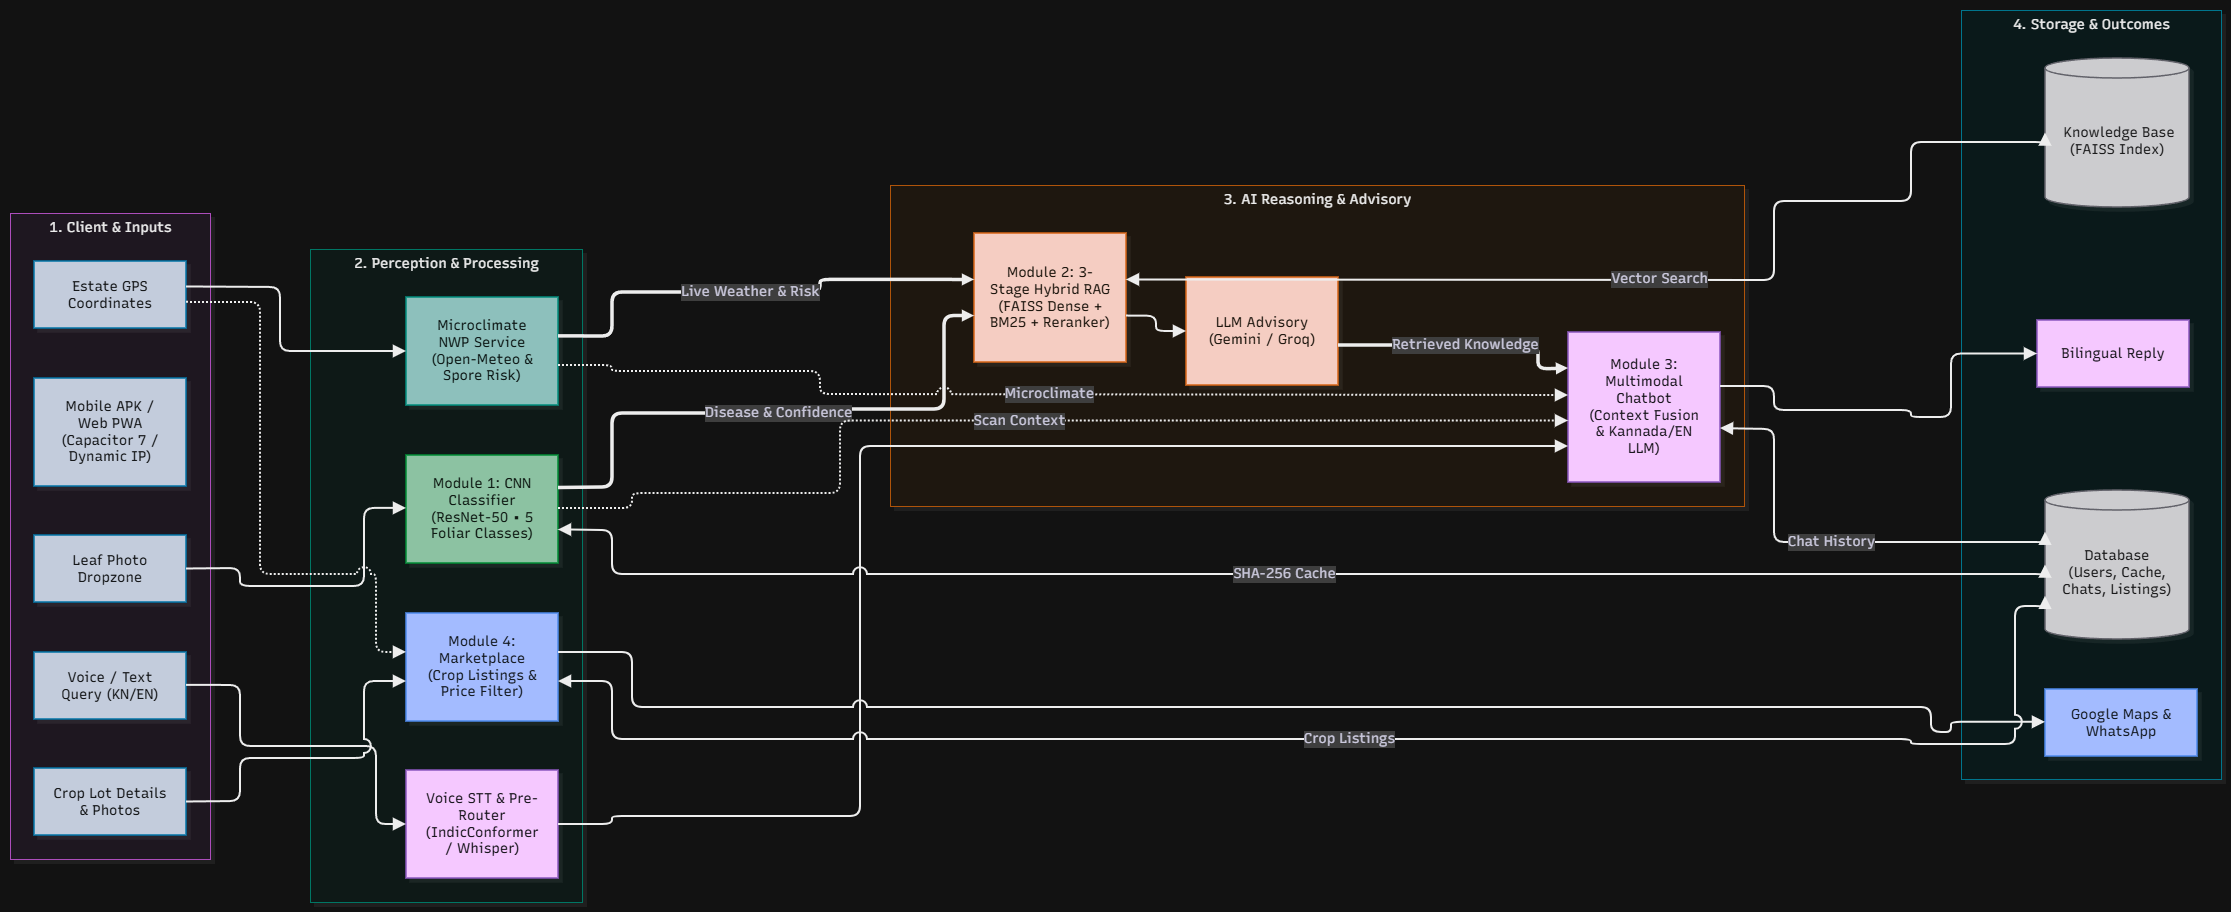 1. Client & Inputs
Estate GPS
Coordinates
Mobile APK /
Web PWA
(Capacitor 7 /
Dynamic IP)
Leaf Photo
Dropzone
Voice / Text
Query (KN/EN)
Crop Lot Details
& Photos
2. Perception & Processing
Microclimate
NWP Service
(Open-Meteo &
Spore Risk)
Module 1: CNN
Classifier
(ResNet-50 • 5
Foliar Classes)
Module 4:
Marketplace
(Crop Listings &
Price Filter)
Voice STT & Pre-
Router
(IndicConformer
/ Whisper)
Live Weather & Risk
Disease & Confidence
3. AI Reasoning & Advisory
Module 2: 3-
Stage Hybrid RAG
(FAISS Dense +
BM25 + Reranker)
LLM Advisory
(Gemini / Groq)
Retrieved Knowledge
Microclimate
Scan Context
Module 3:
Multimodal
Chatbot
(Context Fusion
& Kannada/EN
LLM)
Vector Search
Chat History
SHA-256 Cache
Crop Listings
4. Storage & Outcomes
Knowledge Base
(FAISS Index)
Bilingual Reply
Database
(Users, Cache,
Chats, Listings)
Google Maps &
WhatsApp